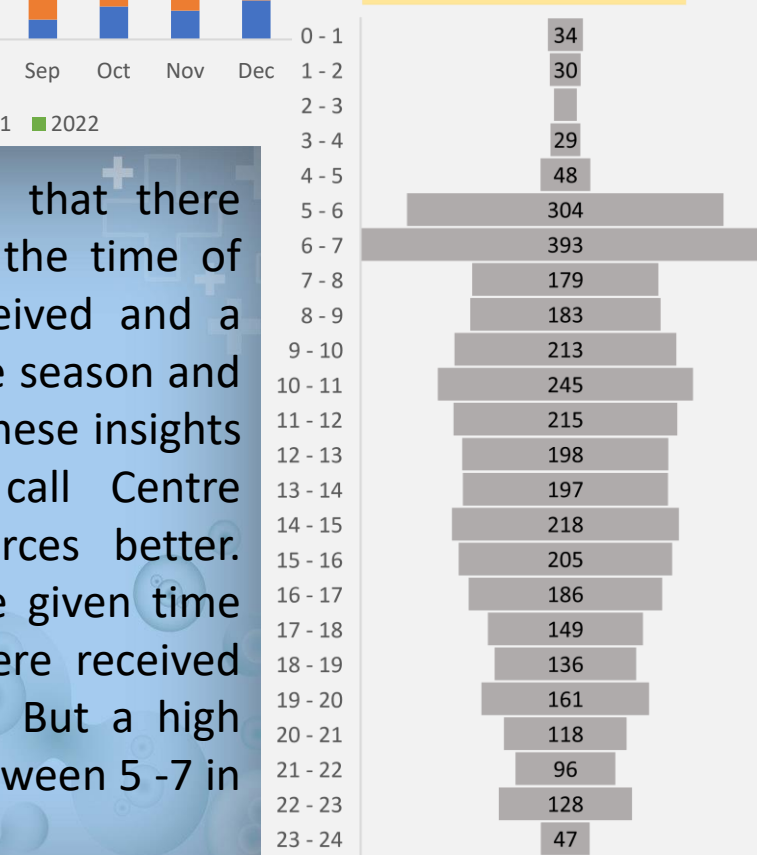 Sep Oct Nov Dec
1 2022
that there
the time of
eived and a
e season and
hese insights
call Centre
rces better.
e given time
ere received
But a high
ween 5 -7 in
0 - 1 34
1 - 2 30
2 - 3
3 - 4 29
4 - 5 48
5 - 6 304
6 - 7 393
7 - 8 179
8 - 9 183
9 - 10 213
10 - 11 245
11 - 12 215
12 - 13 198
13 - 14 197
14 - 15 218
15 - 16 205
16 - 17 186
17 - 18 149
18 - 19 136
19 - 20 161
20 - 21 118
21 - 22 96
22 - 23 128
23 - 24 47